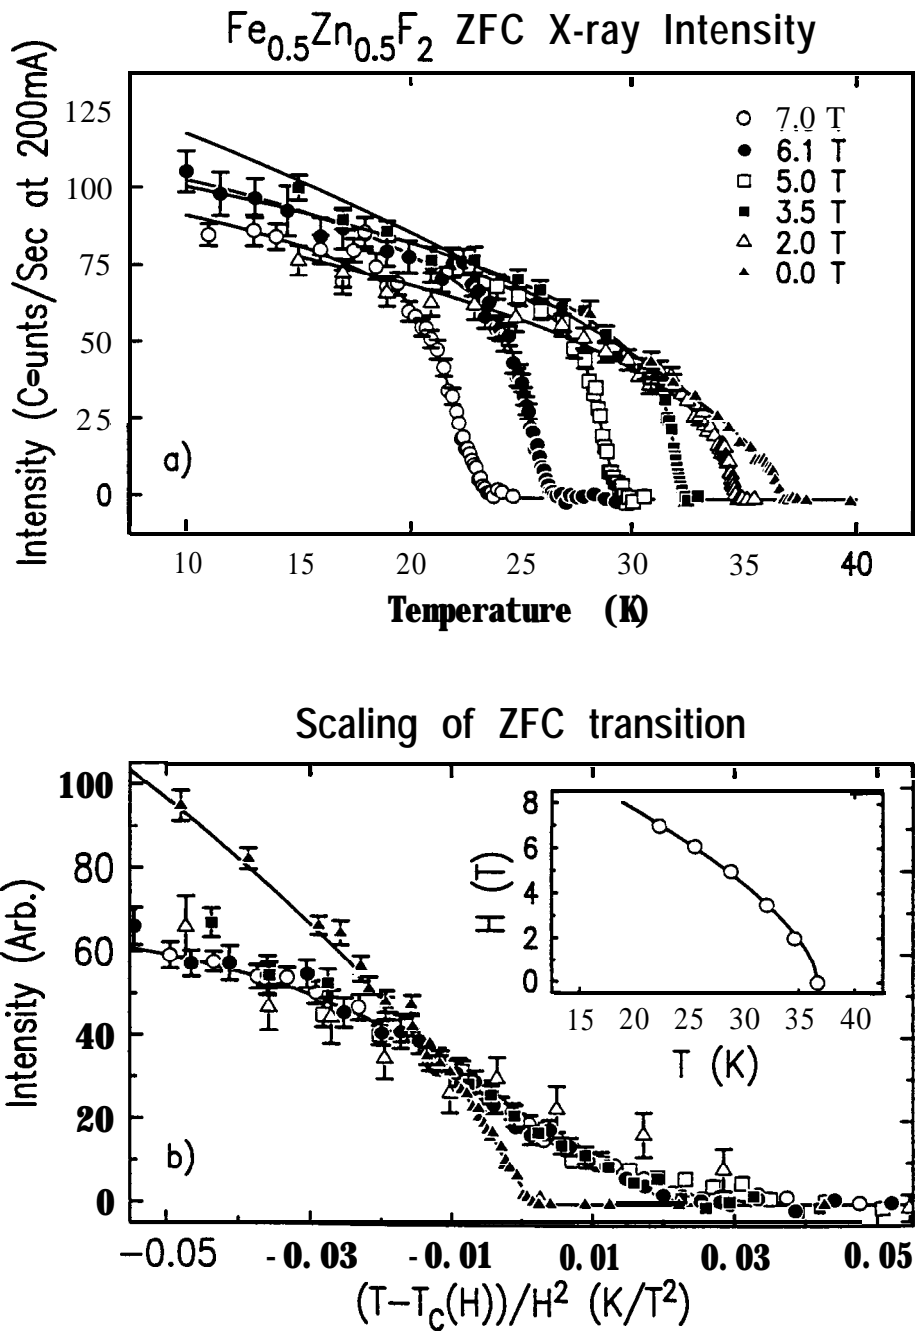 Fe0.5Zn0.5F2 ZFC X-ray Intensity
Intensity (Counts/Sec at 200mA)
125
100
75
50
25
0
7.0 T
6.1 T
5.0 T
3.5 T
2.0 T
0.0 T
a)
10 15 20 25 30 35 40
Temperature (K)
Scaling of ZFC transition
Intensity (Arb.)
100
80
60
40
20
0
H (T)
8
6
4
2
0
15 20 25 30 35 40
T (K)
b)
−0.05 -0.03 -0.01 0.01 0.03 0.05
(T−Tc(H))/H² (K/T²)